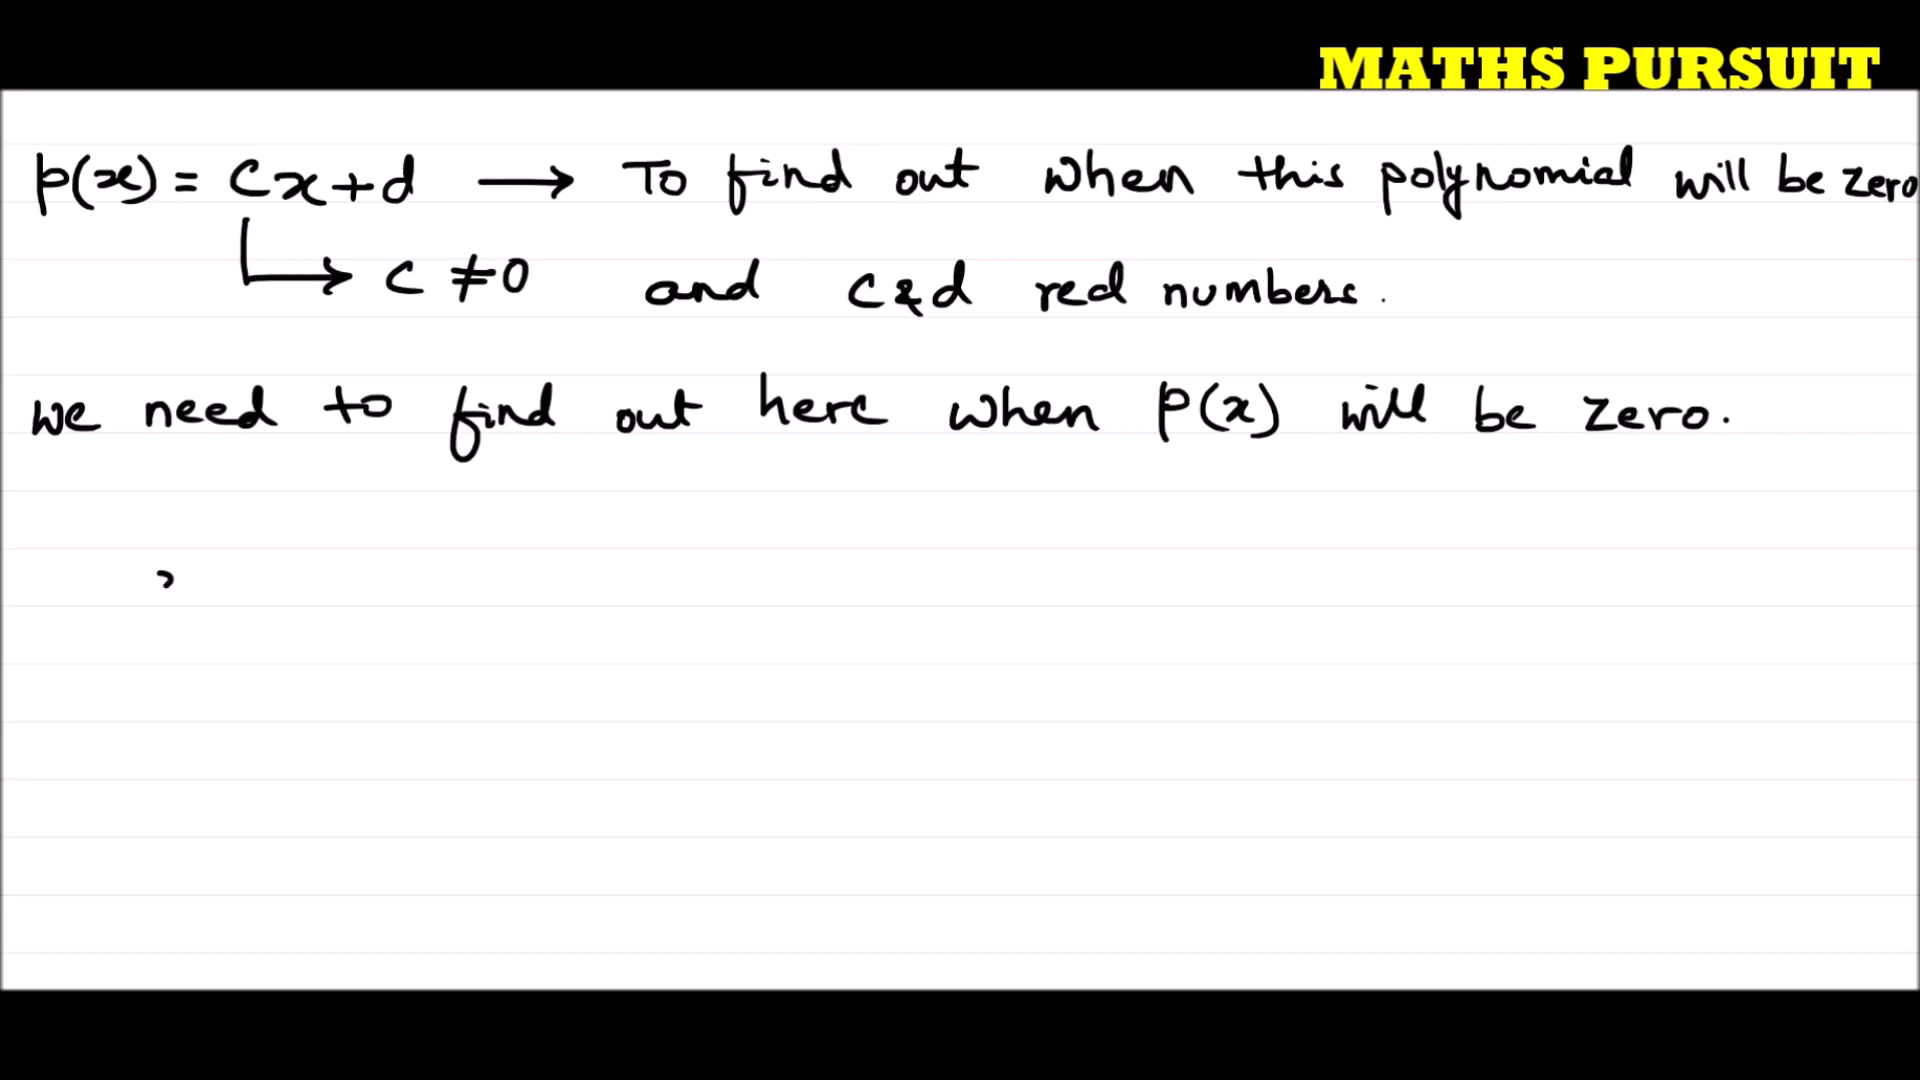 MATHS PURSUIT
p(x) = cx+d → To find out when this polynomial will be zero
c ≠ 0 and c & d real numbers.
we need to find out here when p(x) will be zero.